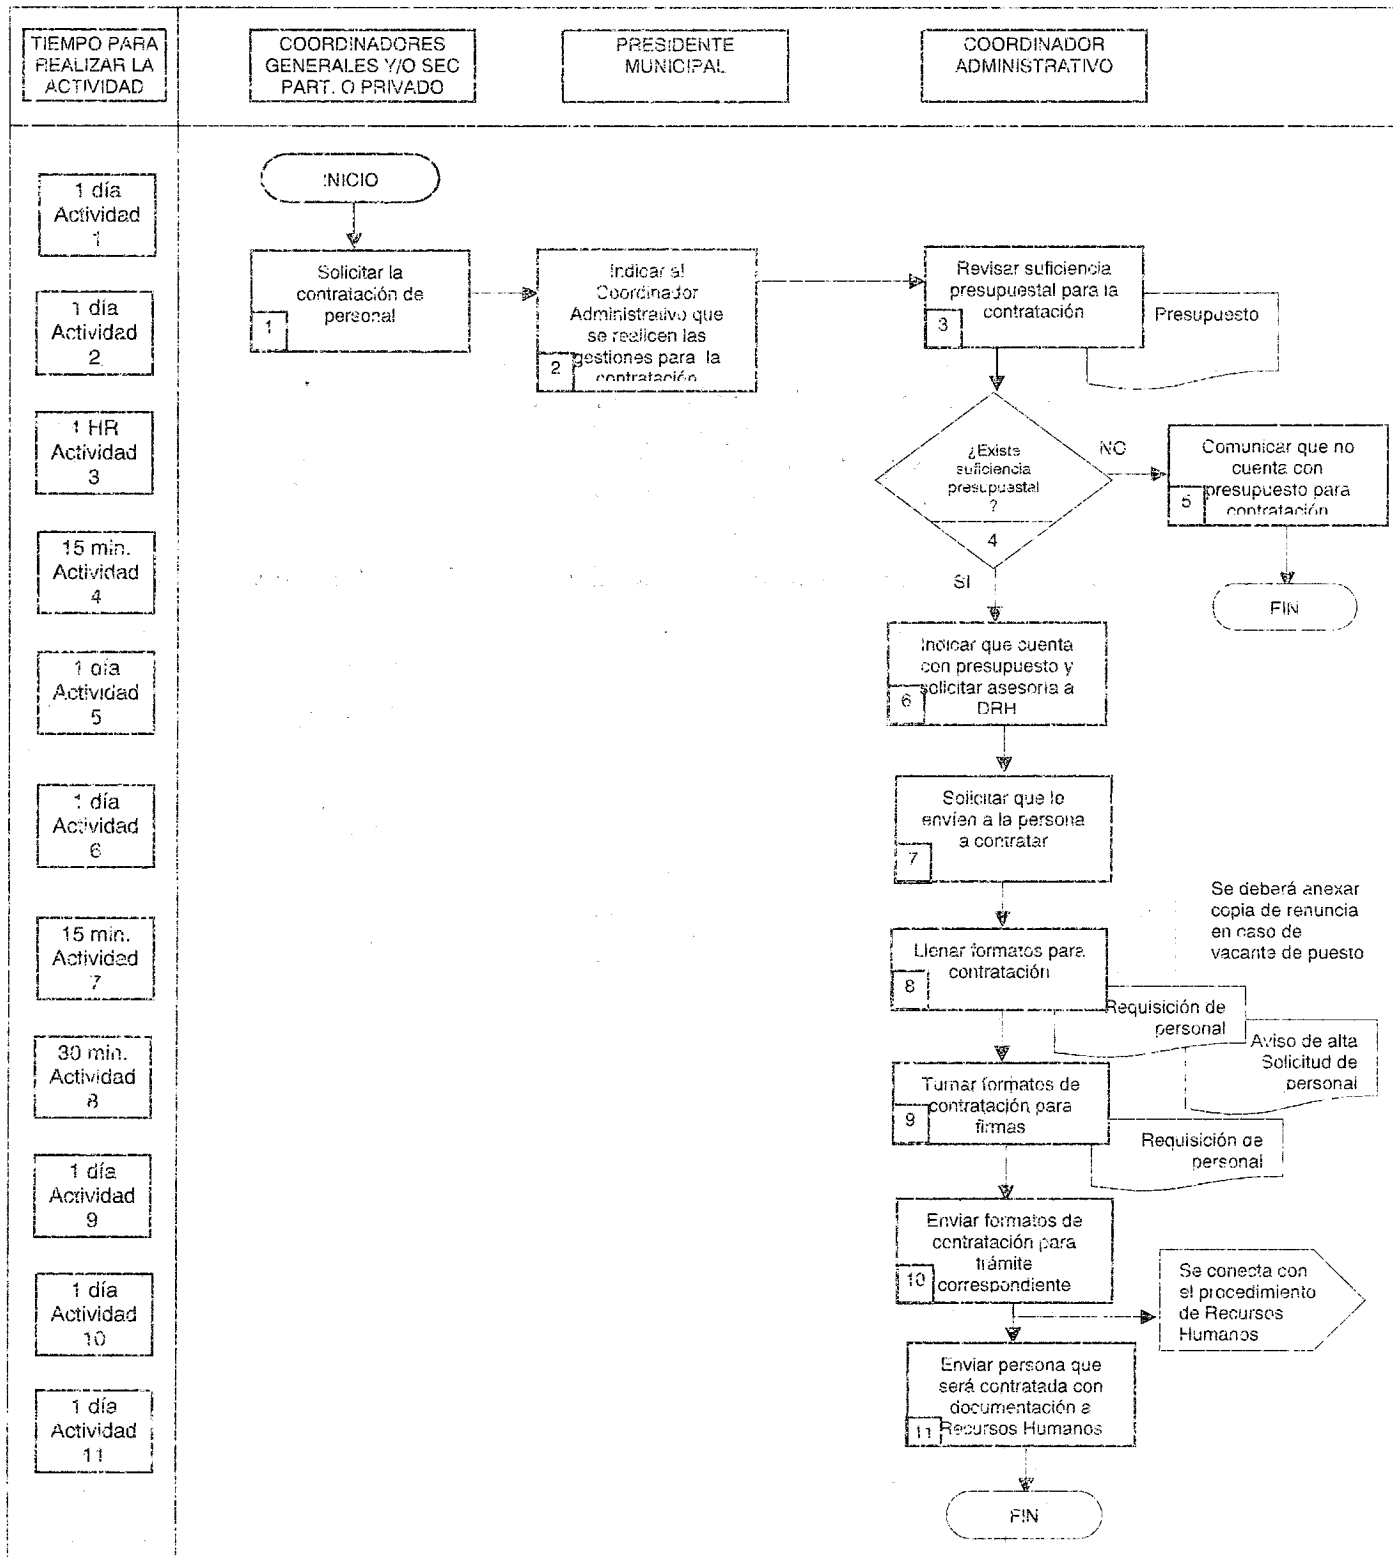 TIEMPO PARA
REALIZAR LA
ACTIVIDAD
COORDINADORES
GENERALES Y/O SEC
PART. O PRIVADO
PRESIDENTE
MUNICIPAL
COORDINADOR
ADMINISTRATIVO
1 día
Actividad
1
1 día
Actividad
2
1 HR
Actividad
3
15 min.
Actividad
4
1 día
Actividad
5
1 día
Actividad
6
15 min.
Actividad
7
30 min.
Actividad
8
1 día
Actividad
9
1 día
Actividad
10
1 día
Actividad
11
INICIO
Solicitar la
contratación de
personal
1
Indicar al
Coordinador
Administrativo que
se realicen las
gestiones para la
contratación
2
Revisar suficiencia
presupuestal para la
contratación
3
Presupuesto
¿Existe
suficiencia
presupuestal
?
4
NO
SI
Comunicar que no
cuenta con
presupuesto para
contratación
5
FIN
Indicar que cuenta
con presupuesto y
solicitar asesoria a
DRH
6
Solicitar que le
envíen a la persona
a contratar
7
Se deberá anexar
copia de renuncia
en caso de
vacante de puesto
Llenar formatos para
contratación
8
Requisición de
personal
Aviso de alta
Solicitud de
personal
Turnar formatos de
contratación para
firmas
9
Requisición de
personal
Enviar formatos de
contratación para
trámite
correspondiente
10
Se conecta con
el procedimiento
de Recursos
Humanos
Enviar persona que
será contratada con
documentación a
Recursos Humanos
11
FIN